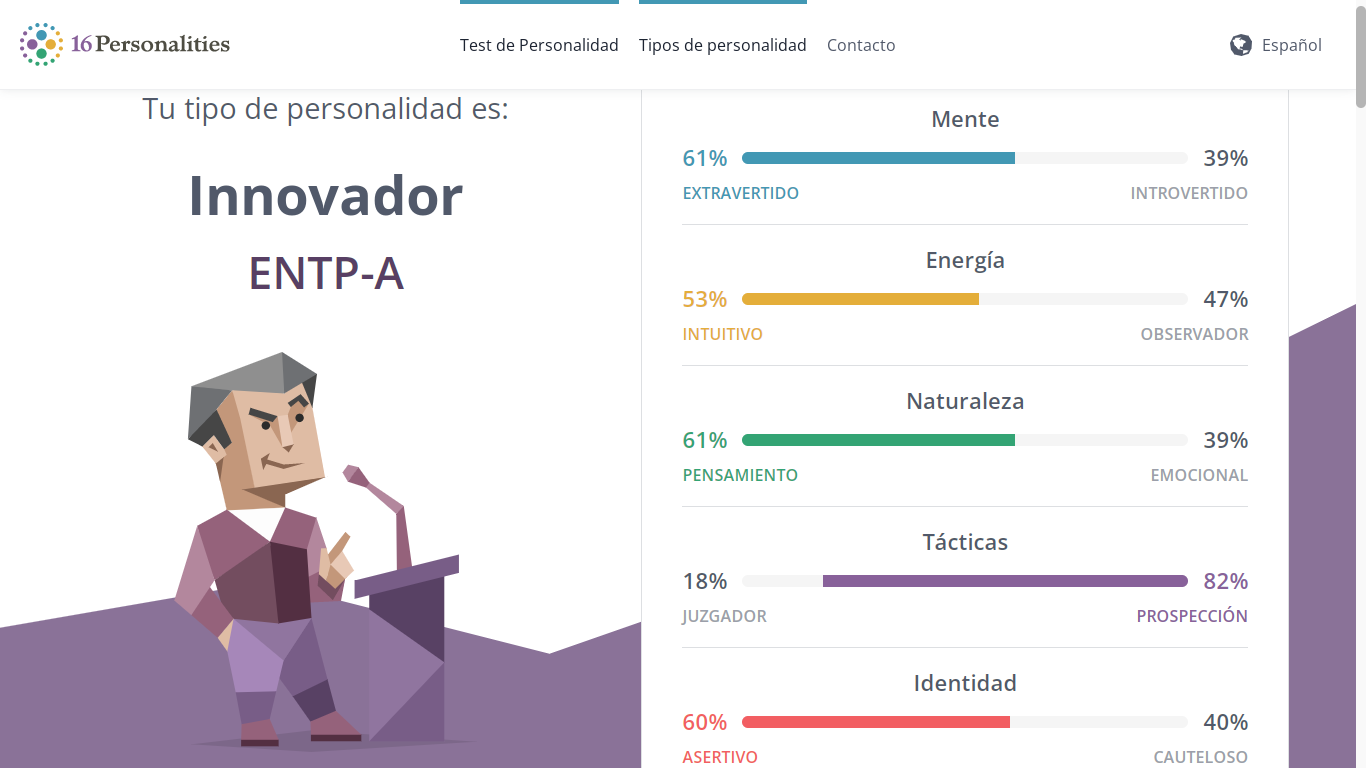 16Personalities
Test de Personalidad
Tipos de personalidad
Contacto
Español
Tu tipo de personalidad es:
Innovador
ENTP-A
Mente
61% 39%
EXTRAVERTIDO INTROVERTIDO
Energía
53% 47%
INTUITIVO OBSERVADOR
Naturaleza
61% 39%
PENSAMIENTO EMOCIONAL
Tácticas
18% 82%
JUZGADOR PROSPECCIÓN
Identidad
60% 40%
ASERTIVO CAUTELOSO